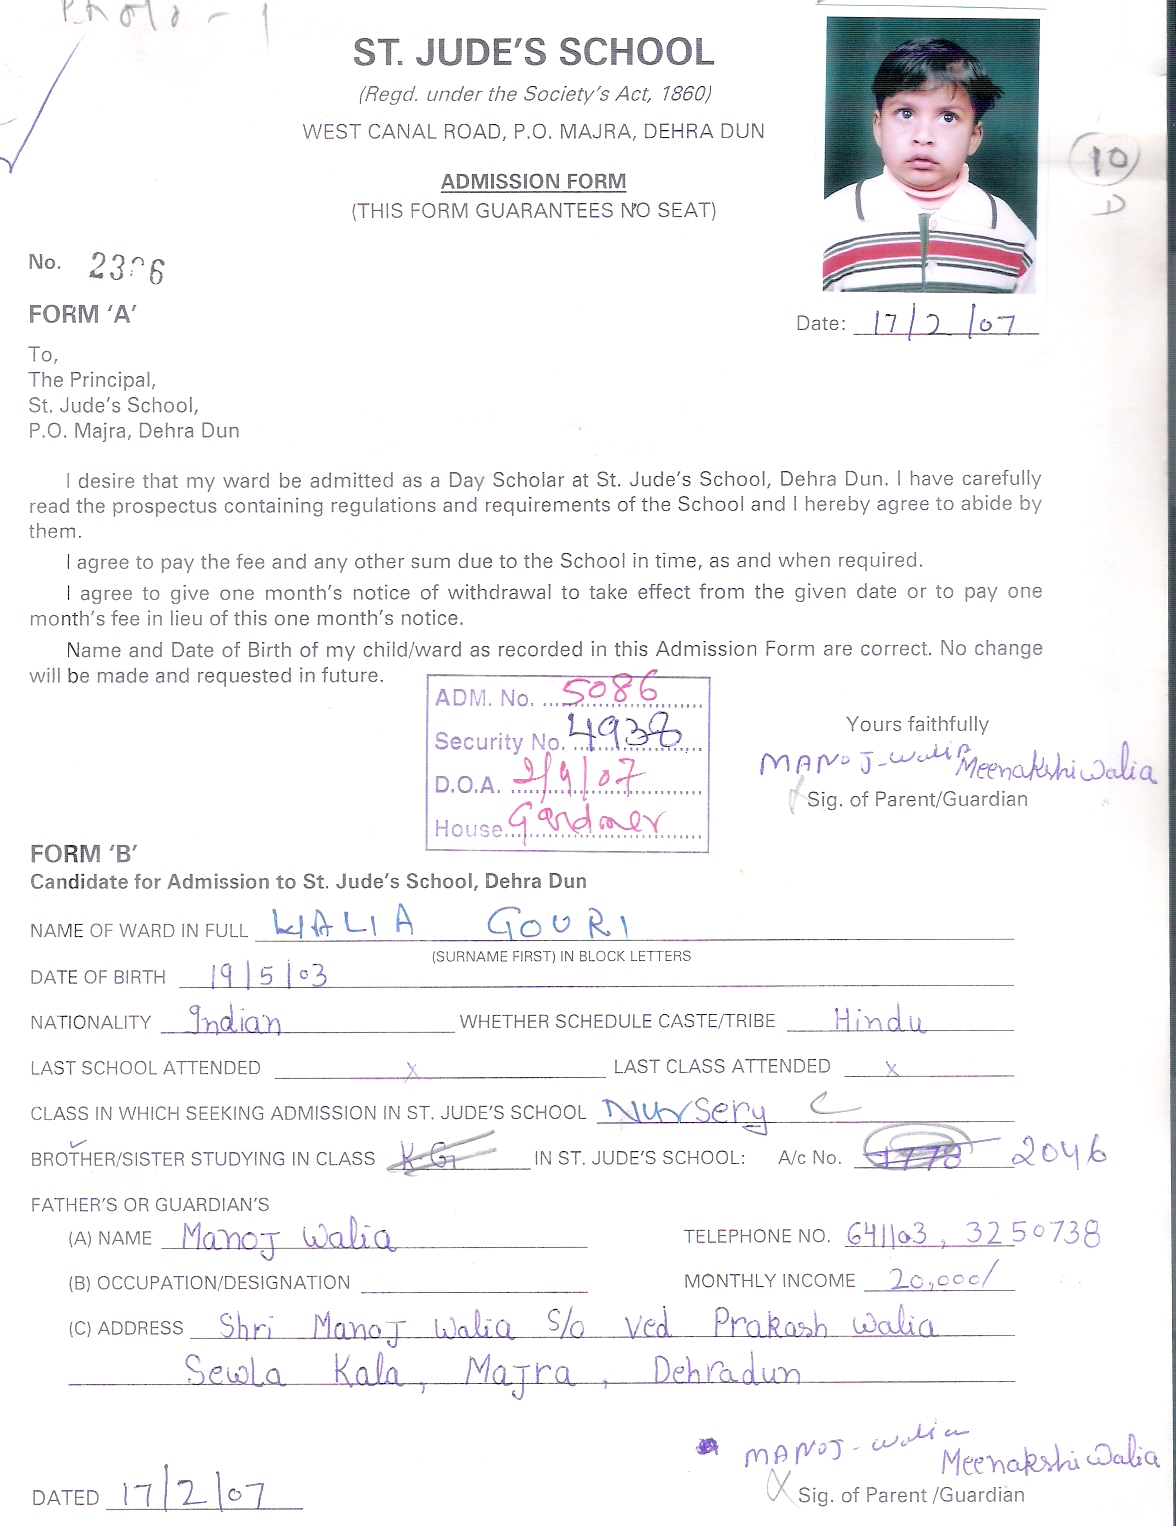 Photo - 1
ST. JUDE'S SCHOOL
(Regd. under the Society's Act, 1860)
WEST CANAL ROAD, P.O. MAJRA, DEHRA DUN
ADMISSION FORM
(THIS FORM GUARANTEES NO SEAT)
10
D
No.
FORM 'A'
Date: 17/2/07
To,
The Principal,
St. Jude's School,
P.O. Majra, Dehra Dun
I desire that my ward be admitted as a Day Scholar at St. Jude's School, Dehra Dun. I have carefully
read the prospectus containing regulations and requirements of the School and I hereby agree to abide by
them.
I agree to pay the fee and any other sum due to the School in time, as and when required.
I agree to give one month's notice of withdrawal to take effect from the given date or to pay one
month's fee in lieu of this one month's notice.
Name and Date of Birth of my child/ward as recorded in this Admission Form are correct. No change
will be made and requested in future.
ADM. No. 5086
Security No. 4938
D.O.A. 2/4/07
House Gardner
Yours faithfully
MANOJ-walia Meenakshi Walia
Sig. of Parent/Guardian
FORM 'B'
Candidate for Admission to St. Jude's School, Dehra Dun
NAME OF WARD IN FULL WALIA GOURI
(SURNAME FIRST) IN BLOCK LETTERS
DATE OF BIRTH 19/5/03
NATIONALITY Indian WHETHER SCHEDULE CASTE/TRIBE Hindu
LAST SCHOOL ATTENDED x LAST CLASS ATTENDED x
CLASS IN WHICH SEEKING ADMISSION IN ST. JUDE'S SCHOOL Nursery C
BROTHER/SISTER STUDYING IN CLASS K.G IN ST. JUDE'S SCHOOL: A/c No. 2046
FATHER'S OR GUARDIAN'S
(A) NAME Manoj Walia TELEPHONE NO. 641103, 3250738
(B) OCCUPATION/DESIGNATION MONTHLY INCOME 20,000/
(C) ADDRESS Shri Manoj Walia S/o Ved Prakash Walia
Sewla Kala, Majra, Dehradun
MANOJ-walia Meenakshi Walia
DATED 17/2/07
Sig. of Parent /Guardian